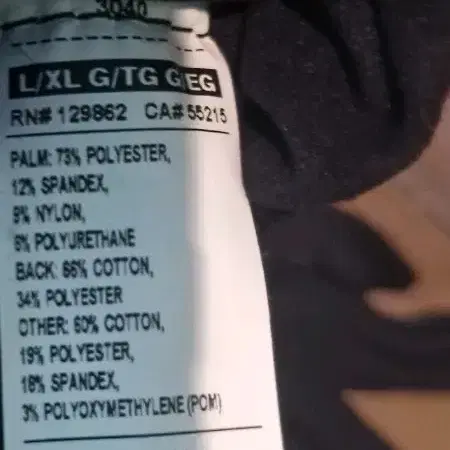 3040
L/XL G/TG G/EG
RN# 129862 CA# 55215
PALM: 73% POLYESTER,
12% SPANDEX,
9% NYLON,
6% POLYURETHANE
BACK: 66% COTTON,
34% POLYESTER
OTHER: 60% COTTON,
19% POLYESTER,
18% SPANDEX,
3% POLYOXYMETHYLENE (POM)